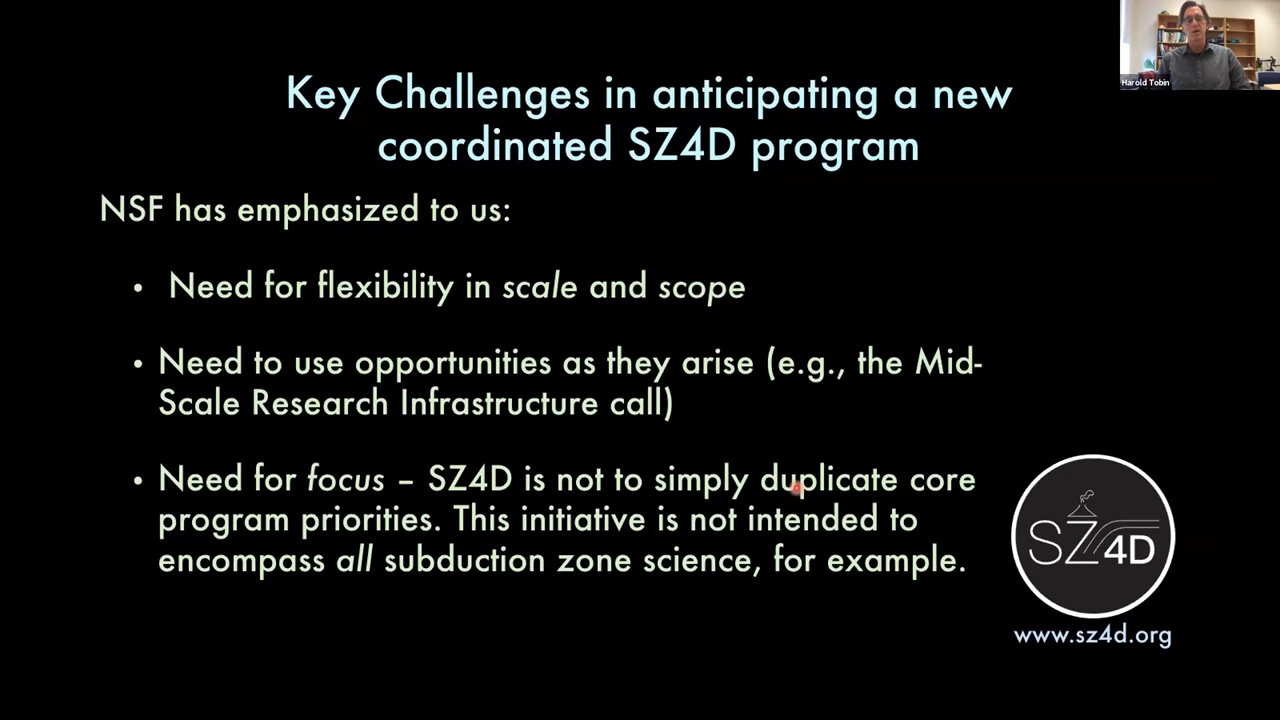 Harold Tobin
Key Challenges in anticipating a new
coordinated SZ4D program
NSF has emphasized to us:
• Need for flexibility in scale and scope
• Need to use opportunities as they arise (e.g., the Mid-
Scale Research Infrastructure call)
• Need for focus – SZ4D is not to simply duplicate core
program priorities. This initiative is not intended to
encompass all subduction zone science, for example.
SZ4D
www.sz4d.org